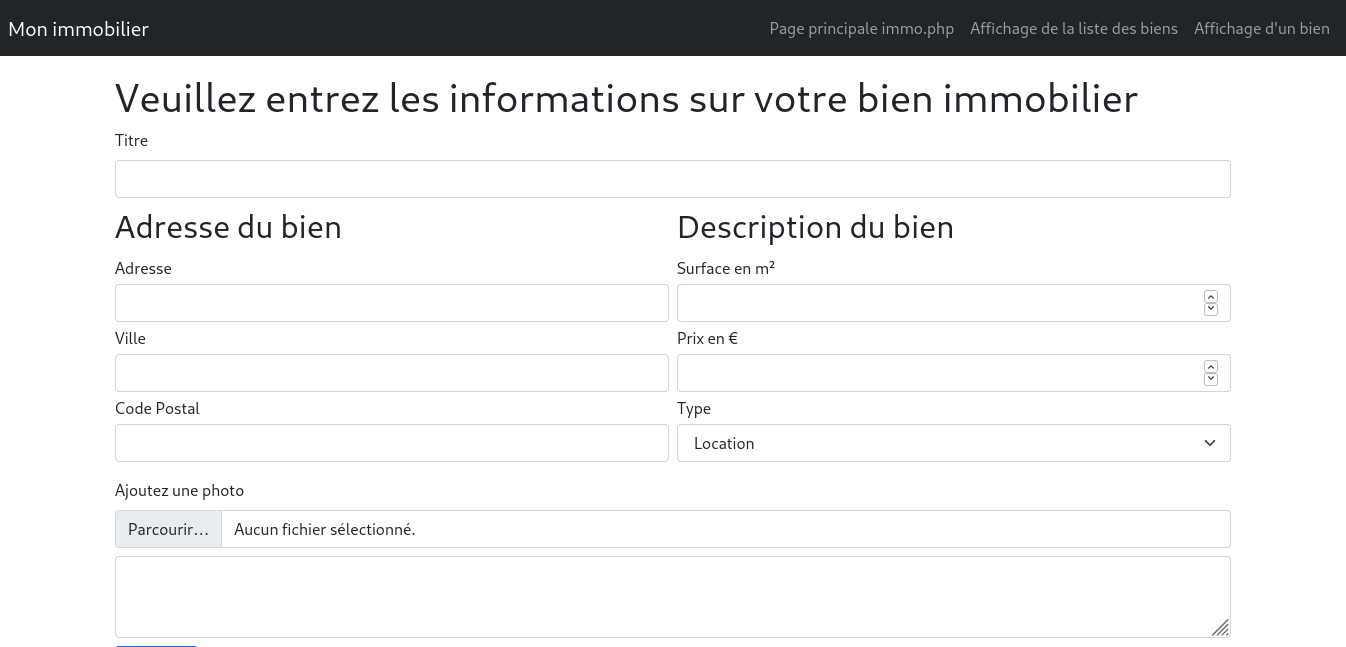 Mon immobilier
Page principale immo.php Affichage de la liste des biens Affichage d'un bien
Veuillez entrez les informations sur votre bien immobilier
Titre
Adresse du bien
Adresse
Ville
Code Postal
Description du bien
Surface en m²
Prix en €
Type
Location
Ajoutez une photo
Parcourir... Aucun fichier sélectionné.